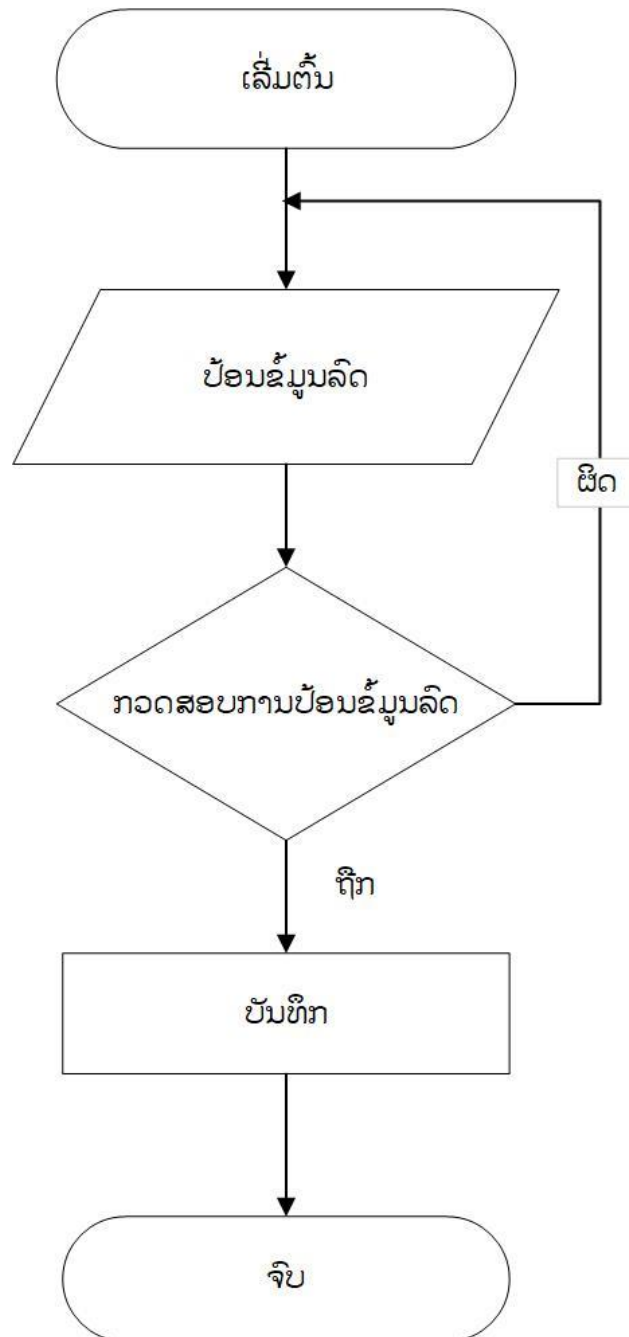 ເລີ່ມຕົ້ນ
ປ້ອນຂໍ້ມູນລົດ
ຜິດ
ກວດສອບການປ້ອນຂໍ້ມູນລົດ
ຖືກ
ບັນທຶກ
ຈົບ